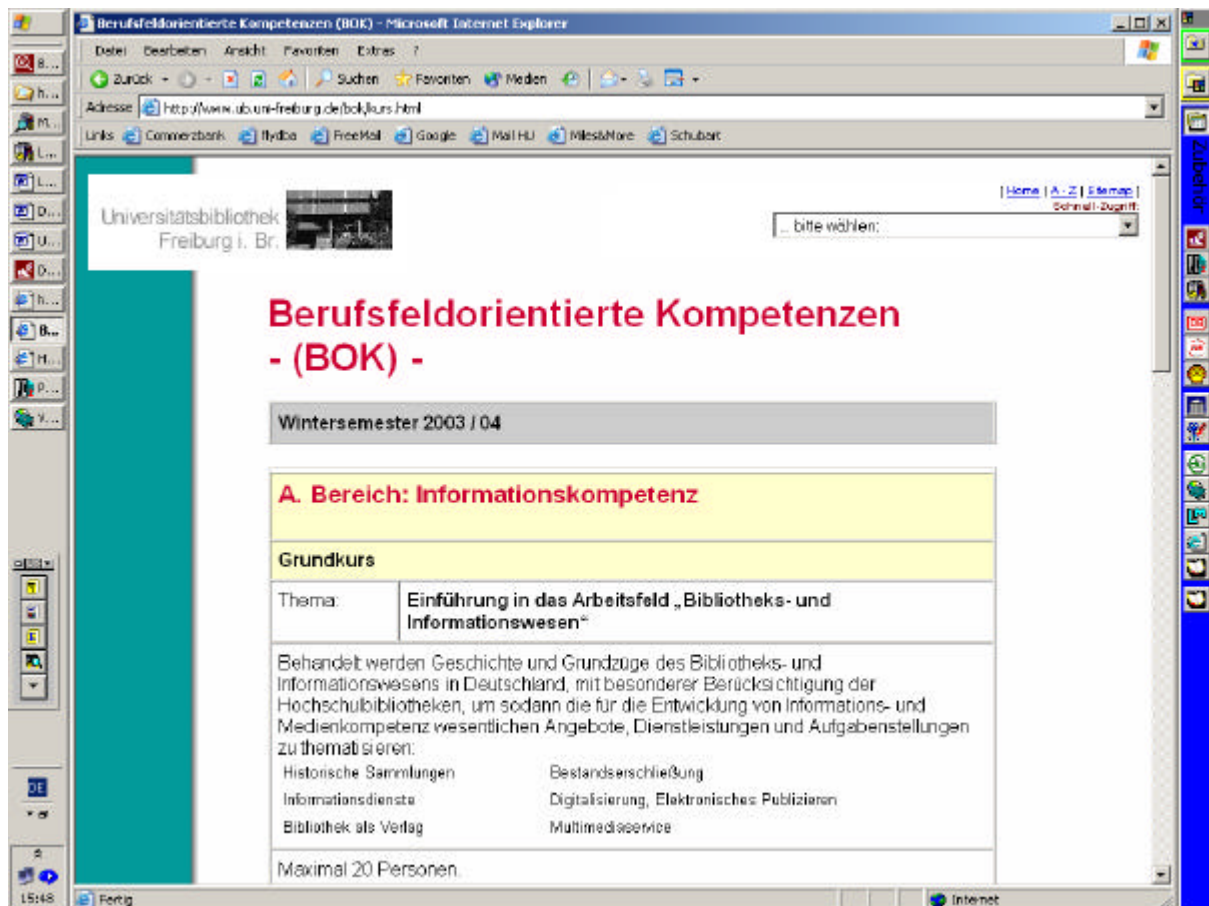 Berufsfeldorientierte Kompetenzen (BOK) - Microsoft Internet Explorer
Datei Bearbeiten Ansicht Favoriten Extras ?
Zurück Suchen Favoriten Medien
Adresse http://www.ub.uni-freiburg.de/bok/kurs.html
Links Commerzbank flydba FreeMail Google Mail HU Miles&More Schubart
8...
h...
M...
L...
L...
D...
U...
D...
h...
B...
H...
P...
V...
DE
15:48
Zubehör
Universitätsbibliothek
Freiburg i. Br.
[ Home | A - Z | Sitemap ]
Schnell-Zugriff:
... bitte wählen:
Berufsfeldorientierte Kompetenzen
- (BOK) -
Wintersemester 2003 / 04
A. Bereich: Informationskompetenz
Grundkurs
Thema: Einführung in das Arbeitsfeld „Bibliotheks- und
Informationswesen“
Behandelt werden Geschichte und Grundzüge des Bibliotheks- und
Informationswesens in Deutschland, mit besonderer Berücksichtigung der
Hochschulbibliotheken, um sodann die für die Entwicklung von Informations- und
Medienkompetenz wesentlichen Angebote, Dienstleistungen und Aufgabenstellungen
zu thematisieren:
Historische Sammlungen Bestandserschließung
Informationsdienste Digitalisierung, Elektronisches Publizieren
Bibliothek als Verlag Multimediaservice
Maximal 20 Personen.
Fertig Internet